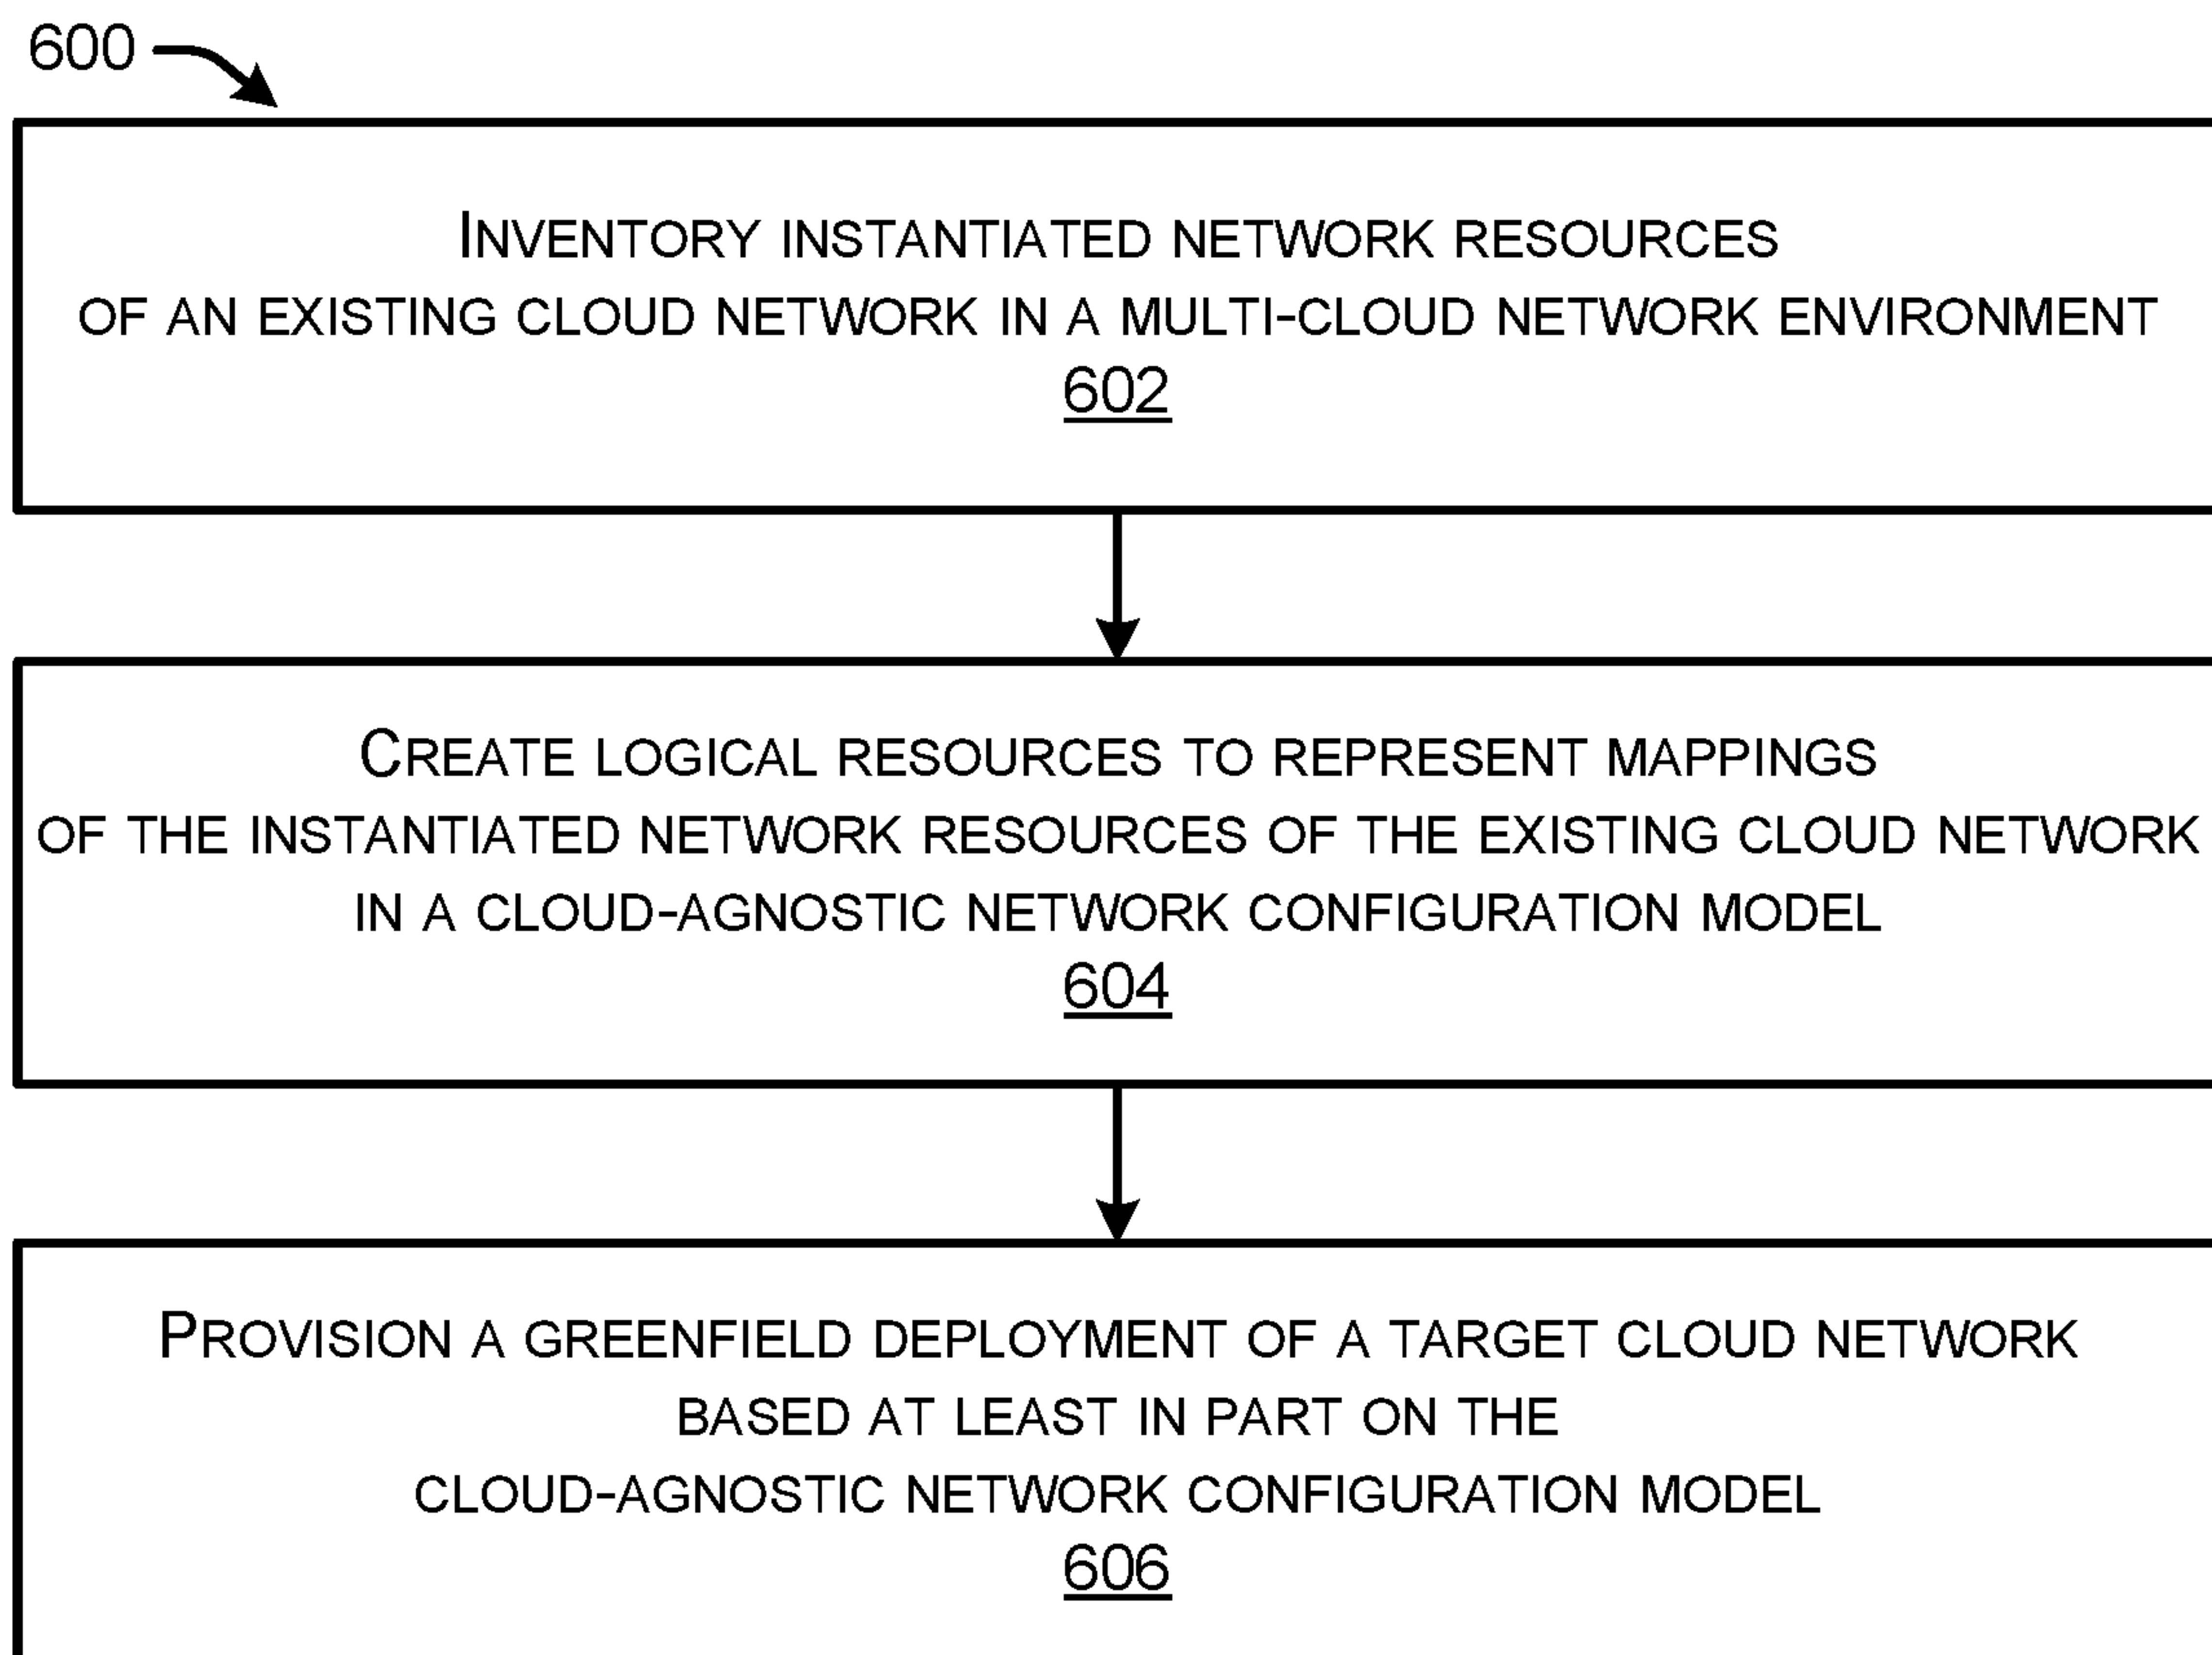 600
INVENTORY INSTANTIATED NETWORK RESOURCES
OF AN EXISTING CLOUD NETWORK IN A MULTI-CLOUD NETWORK ENVIRONMENT
602
CREATE LOGICAL RESOURCES TO REPRESENT MAPPINGS
OF THE INSTANTIATED NETWORK RESOURCES OF THE EXISTING CLOUD NETWORK
IN A CLOUD-AGNOSTIC NETWORK CONFIGURATION MODEL
604
PROVISION A GREENFIELD DEPLOYMENT OF A TARGET CLOUD NETWORK
BASED AT LEAST IN PART ON THE
CLOUD-AGNOSTIC NETWORK CONFIGURATION MODEL
606